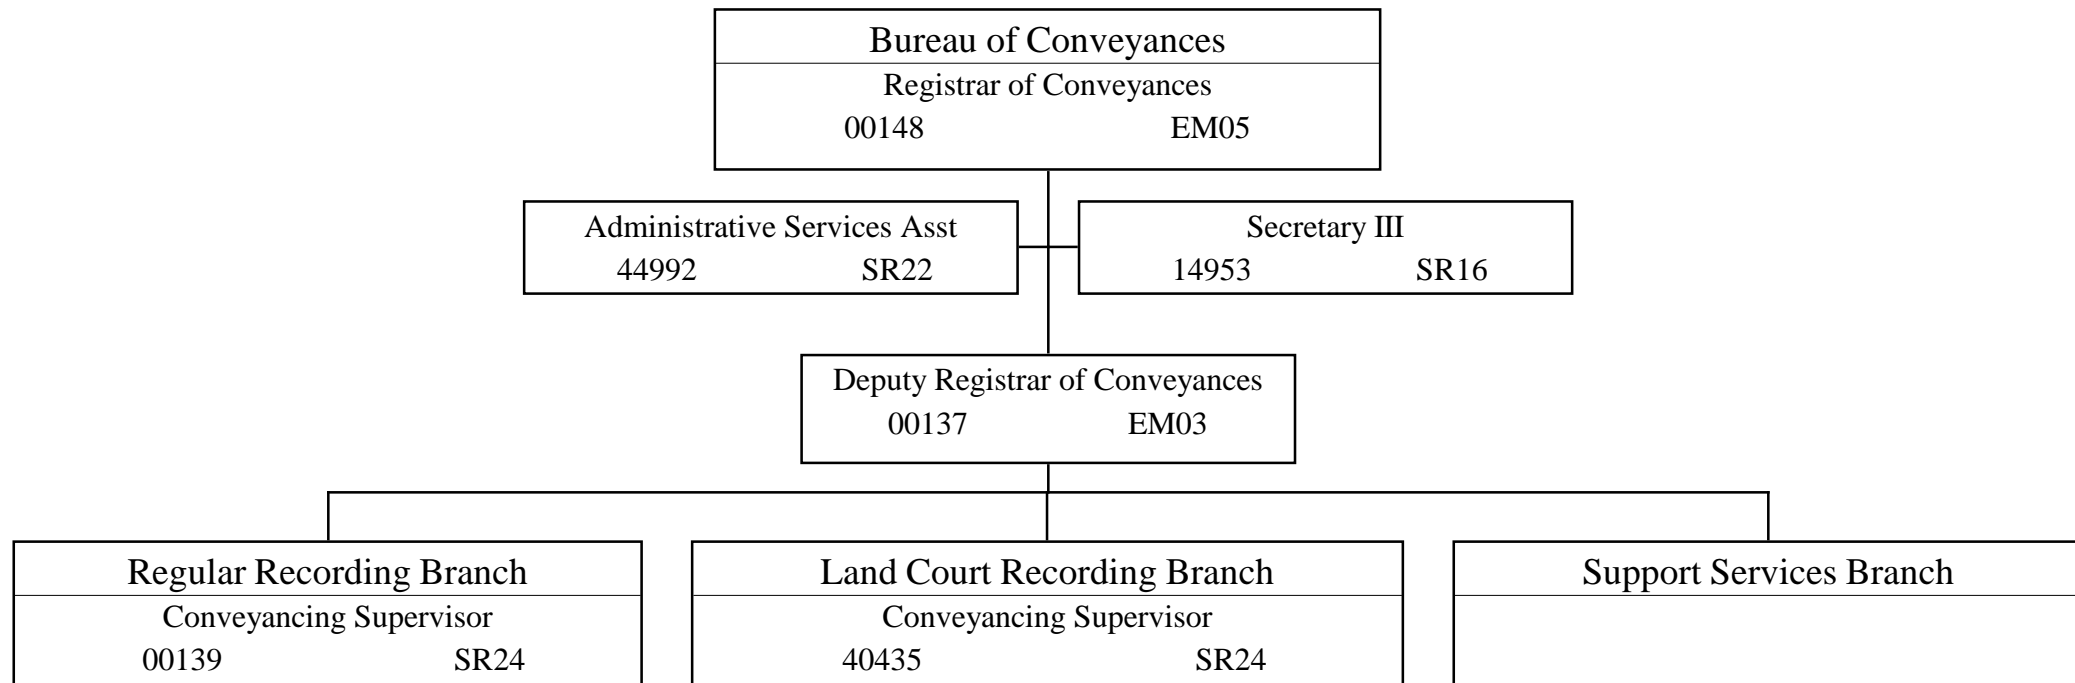 Bureau of Conveyances
Registrar of Conveyances
00148 EM05
Administrative Services Asst
44992 SR22
Secretary III
14953 SR16
Deputy Registrar of Conveyances
00137 EM03
Regular Recording Branch
Conveyancing Supervisor
00139 SR24
Land Court Recording Branch
Conveyancing Supervisor
40435 SR24
Support Services Branch